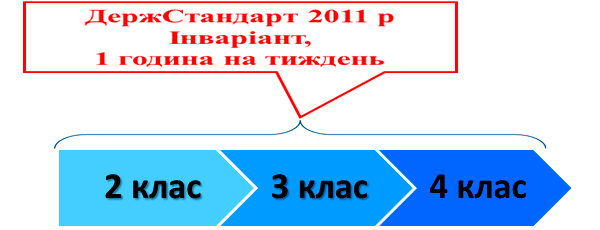 ДержСтандарт 2011 р
Інваріант,
1 година на тиждень
2 клас 3 клас 4 клас